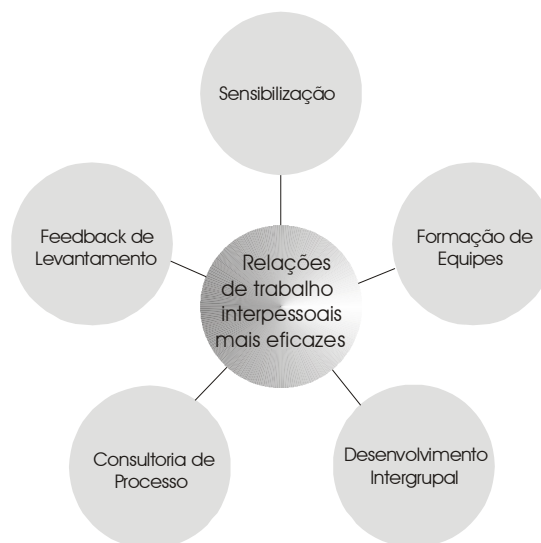 Sensibilização
Feedback de
Levantamento
Formação de
Equipes
Relações
de trabalho
interpessoais
mais eficazes
Consultoria de
Processo
Desenvolvimento
Intergrupal